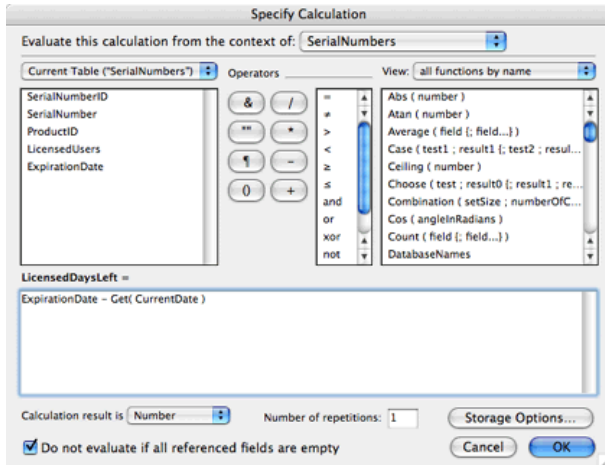 Specify Calculation
Evaluate this calculation from the context of: SerialNumbers
Current Table ("SerialNumbers")
Operators
View: all functions by name
SerialNumberID
SerialNumber
ProductID
LicensedUsers
ExpirationDate
& /
"" *
¶ -
() +
=
≠
>
<
≥
≤
and
or
xor
not
Abs ( number )
Atan ( number )
Average ( field {; field...} )
Case ( test1 ; result1 {; test2 ; resul...
Ceiling ( number )
Choose ( test ; result0 {; result1 ; re...
Combination ( setSize ; numberOfC...
Cos ( angleInRadians )
Count ( field {; field...} )
DatabaseNames
LicensedDaysLeft =
ExpirationDate - Get( CurrentDate )
Calculation result is Number
Number of repetitions: 1
Storage Options...
Do not evaluate if all referenced fields are empty
Cancel
OK